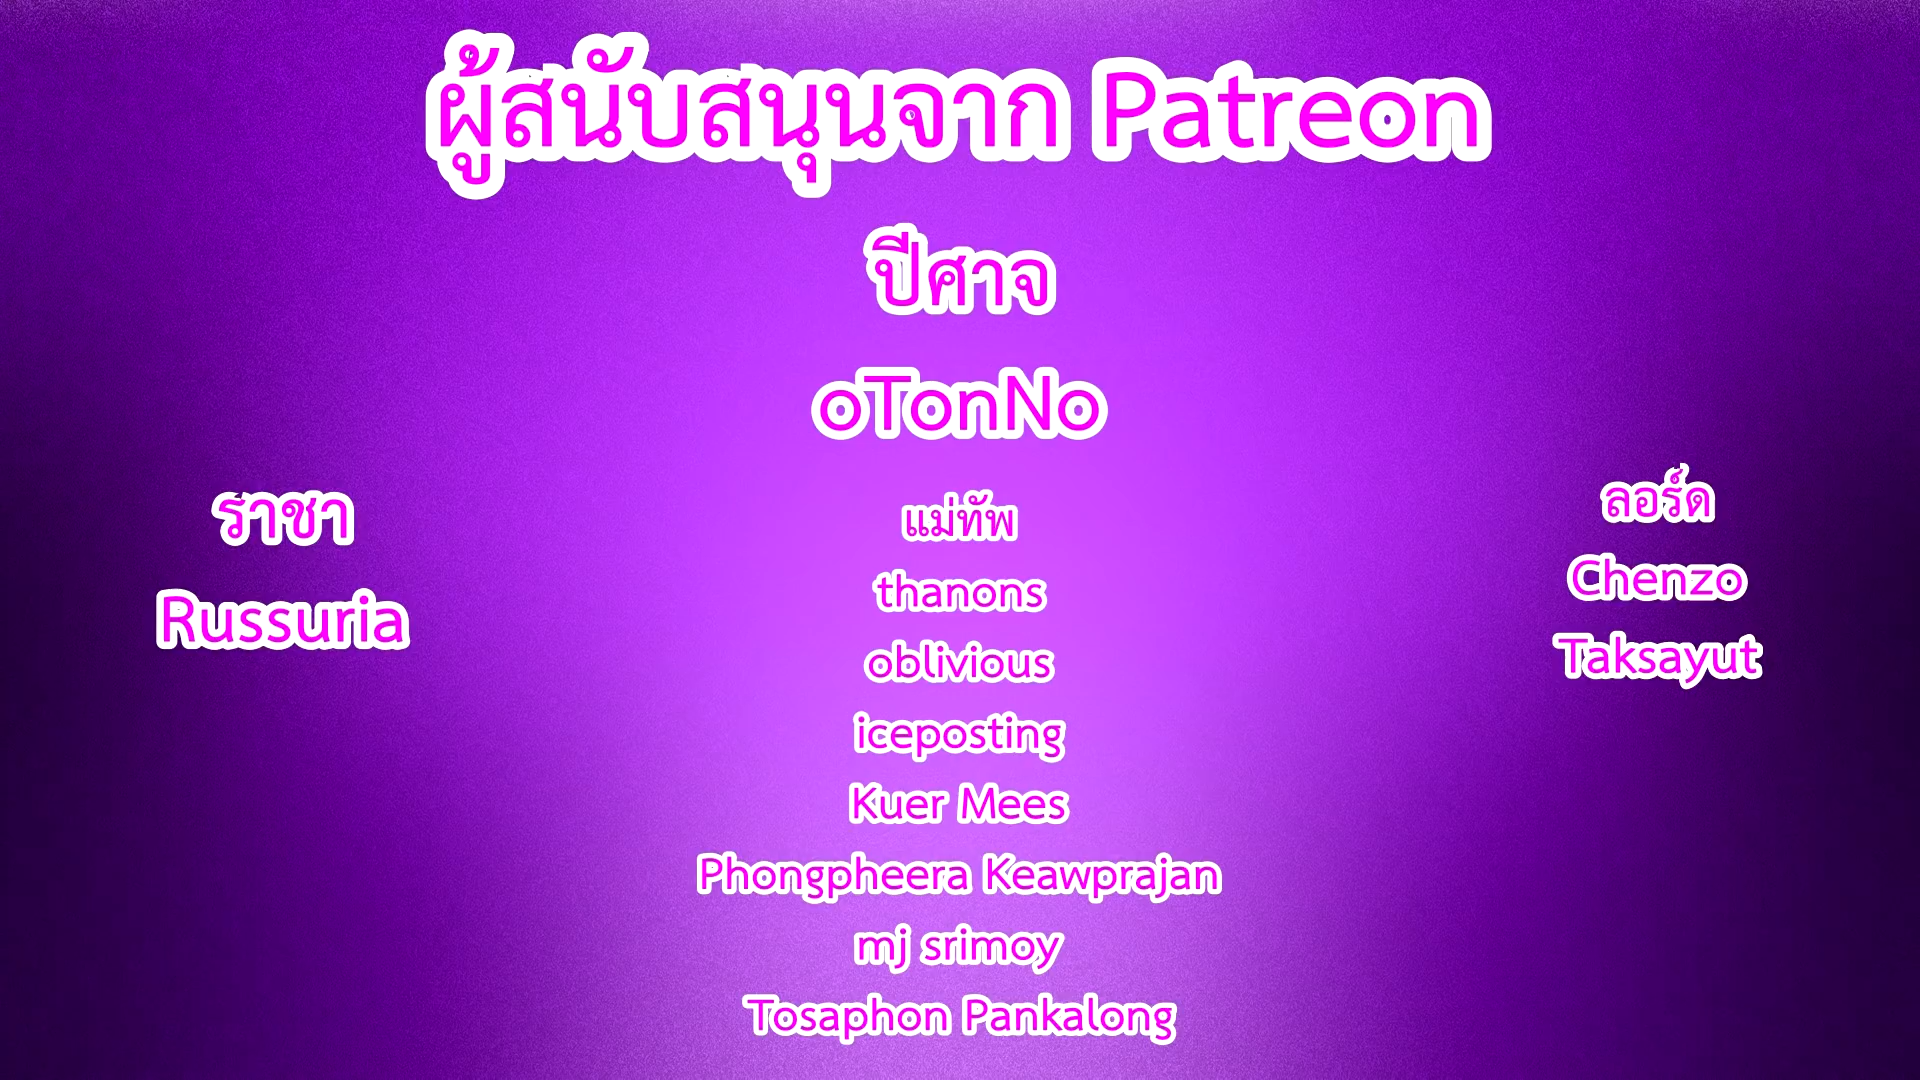 ผู้สนับสนุนจาก Patreon
ปีศาจ
oTonNo
ราชา
Russuria
แม่ทัพ
thanons
oblivious
iceposting
Kuer Mees
Phongpheera Keawprajan
mj srimoy
Tosaphon Pankalong
ลอร์ด
Chenzo
Taksayut